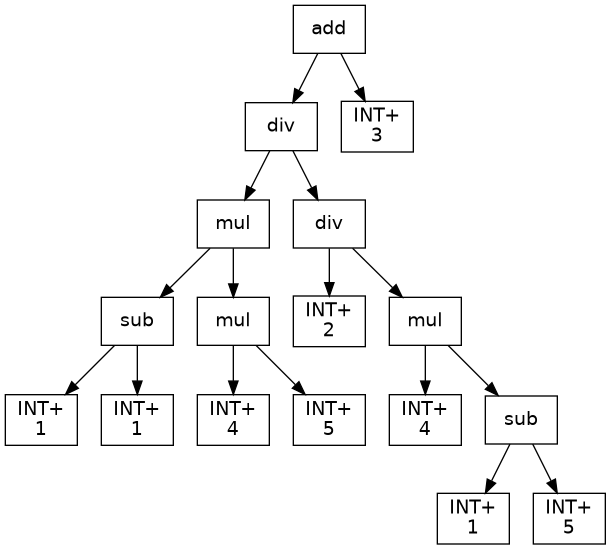 add
div
INT+
3
mul
div
sub
mul
INT+
2
mul
INT+
1
INT+
1
INT+
4
INT+
5
INT+
4
sub
INT+
1
INT+
5